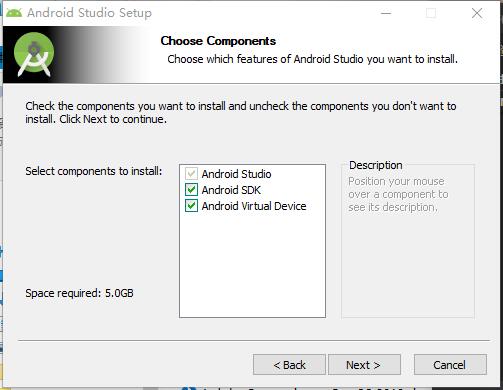 Android Studio Setup
Choose Components
Choose which features of Android Studio you want to install.
Check the components you want to install and uncheck the components you don't want to
install. Click Next to continue.
Select components to install:
Android Studio
Android SDK
Android Virtual Device
Description
Position your mouse
over a component to
see its description.
Space required: 5.0GB
< Back
Next >
Cancel